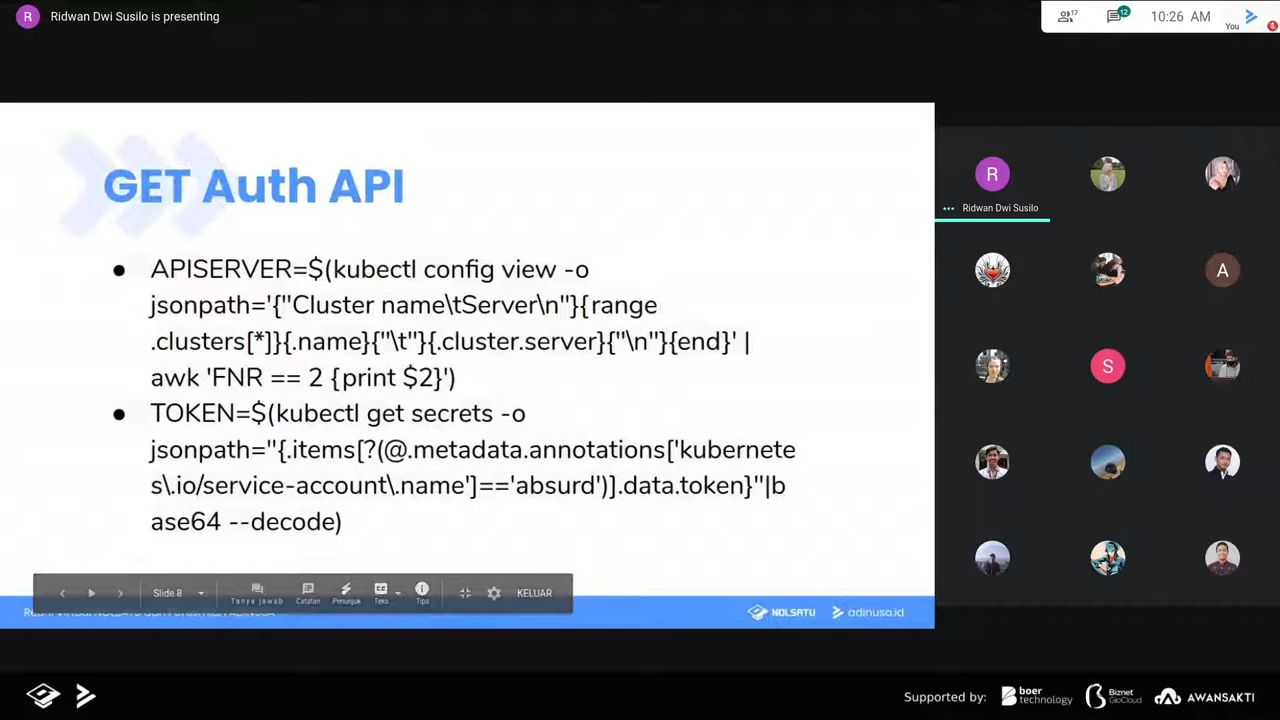 R
Ridwan Dwi Susilo is presenting
17
12
10:26 AM
You
GET Auth API
● APISERVER=$(kubectl config view -o
jsonpath='{"Cluster name\tServer\n"}{range
.clusters[*]}{.name}{"\t"}{.cluster.server}{"\n"}{end}' |
awk 'FNR == 2 {print $2}')
● TOKEN=$(kubectl get secrets -o
jsonpath="{.items[?(@.metadata.annotations['kubernete
s\.io/service-account\.name']=='absurd')].data.token}"|b
ase64 --decode)
R
Ridwan Dwi Susilo
A
S
Slide 8
Tanya jawab
Catatan
Penunjuk
Teks
Tips
KELUAR
NOLSATU
adinusa.id
Supported by:
boer
technology
Biznet
GioCloud
AWANSAKTI